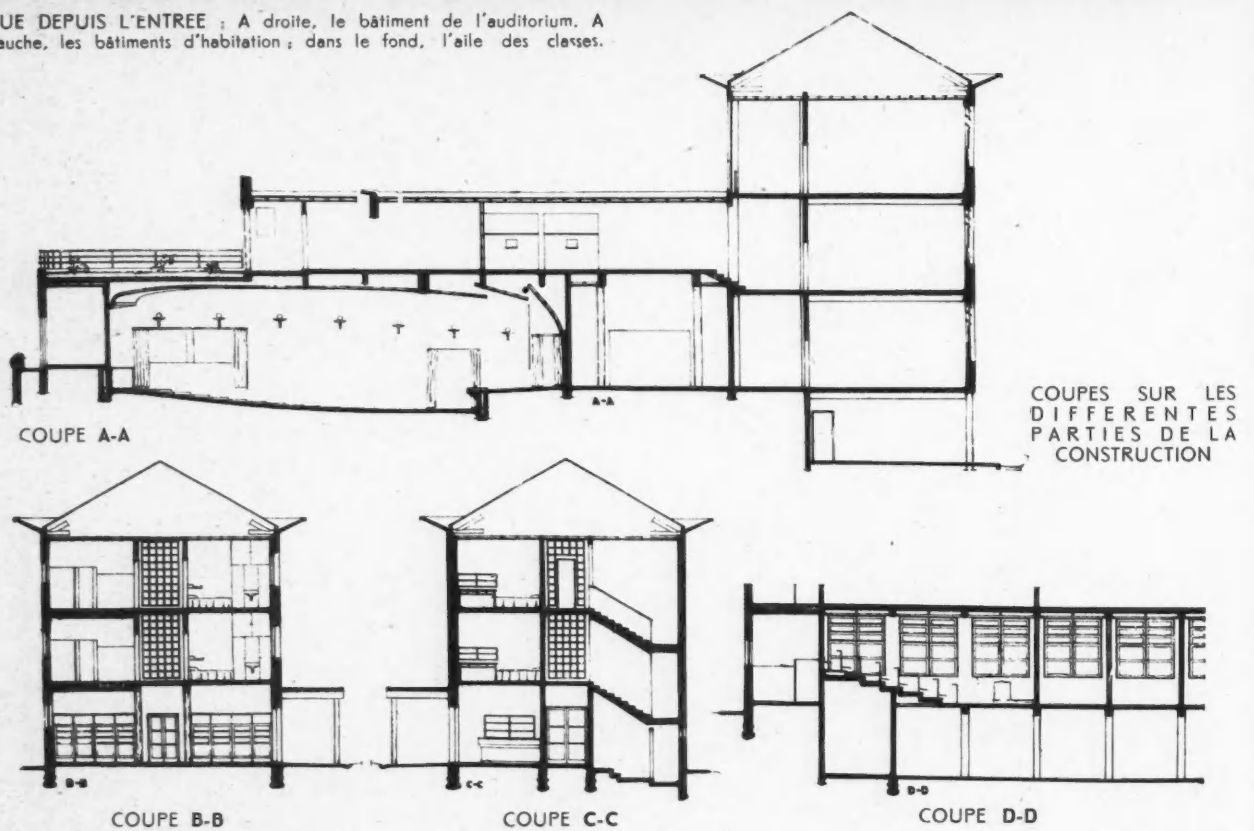 UE DEPUIS L'ENTREE : A droite, le bâtiment de l'auditorium. A
auche, les bâtiments d'habitation ; dans le fond, l'aile des classes.
A-A
COUPES SUR LES
DIFFERENTES
PARTIES DE LA
CONSTRUCTION
COUPE A-A
B-B
C-C
D-D
COUPE B-B
COUPE C-C
COUPE D-D